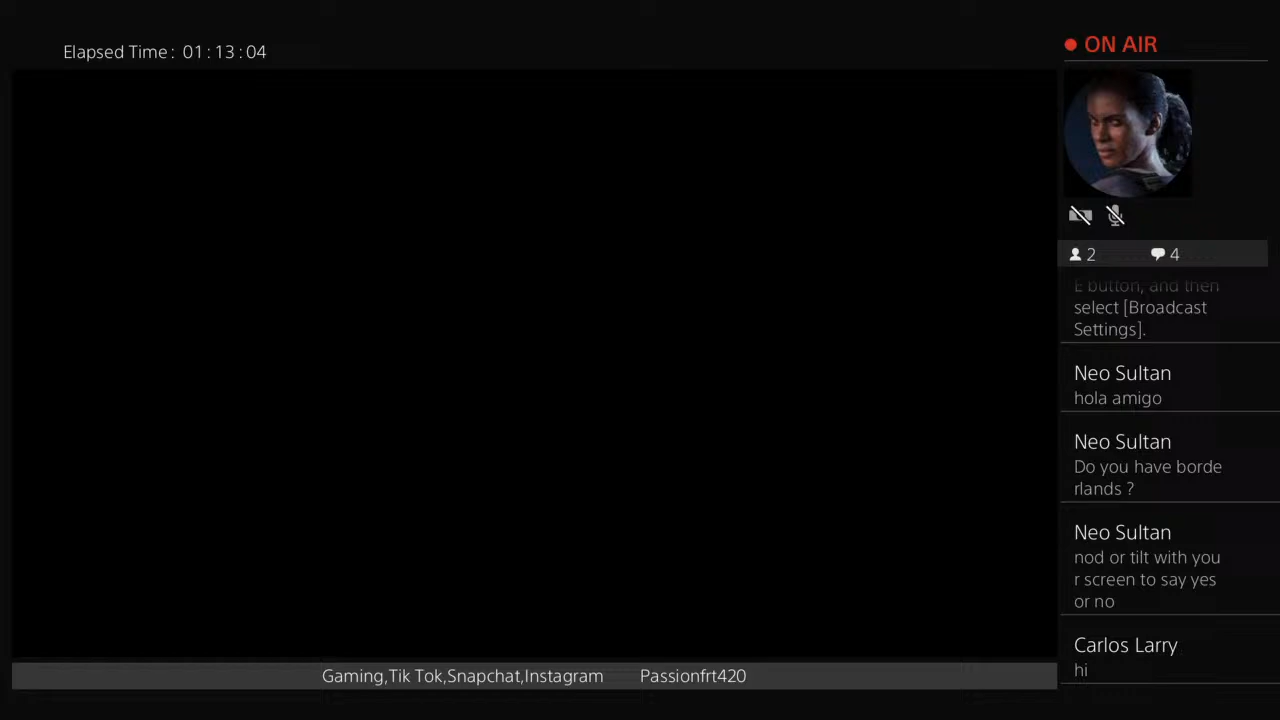 Elapsed Time: 01:13:04
ON AIR
2 4
E button, and then
select [Broadcast
Settings].
Neo Sultan
hola amigo
Neo Sultan
Do you have borde
rlands ?
Neo Sultan
nod or tilt with you
r screen to say yes
or no
Carlos Larry
hi
Gaming,Tik Tok,Snapchat,Instagram Passionfrt420